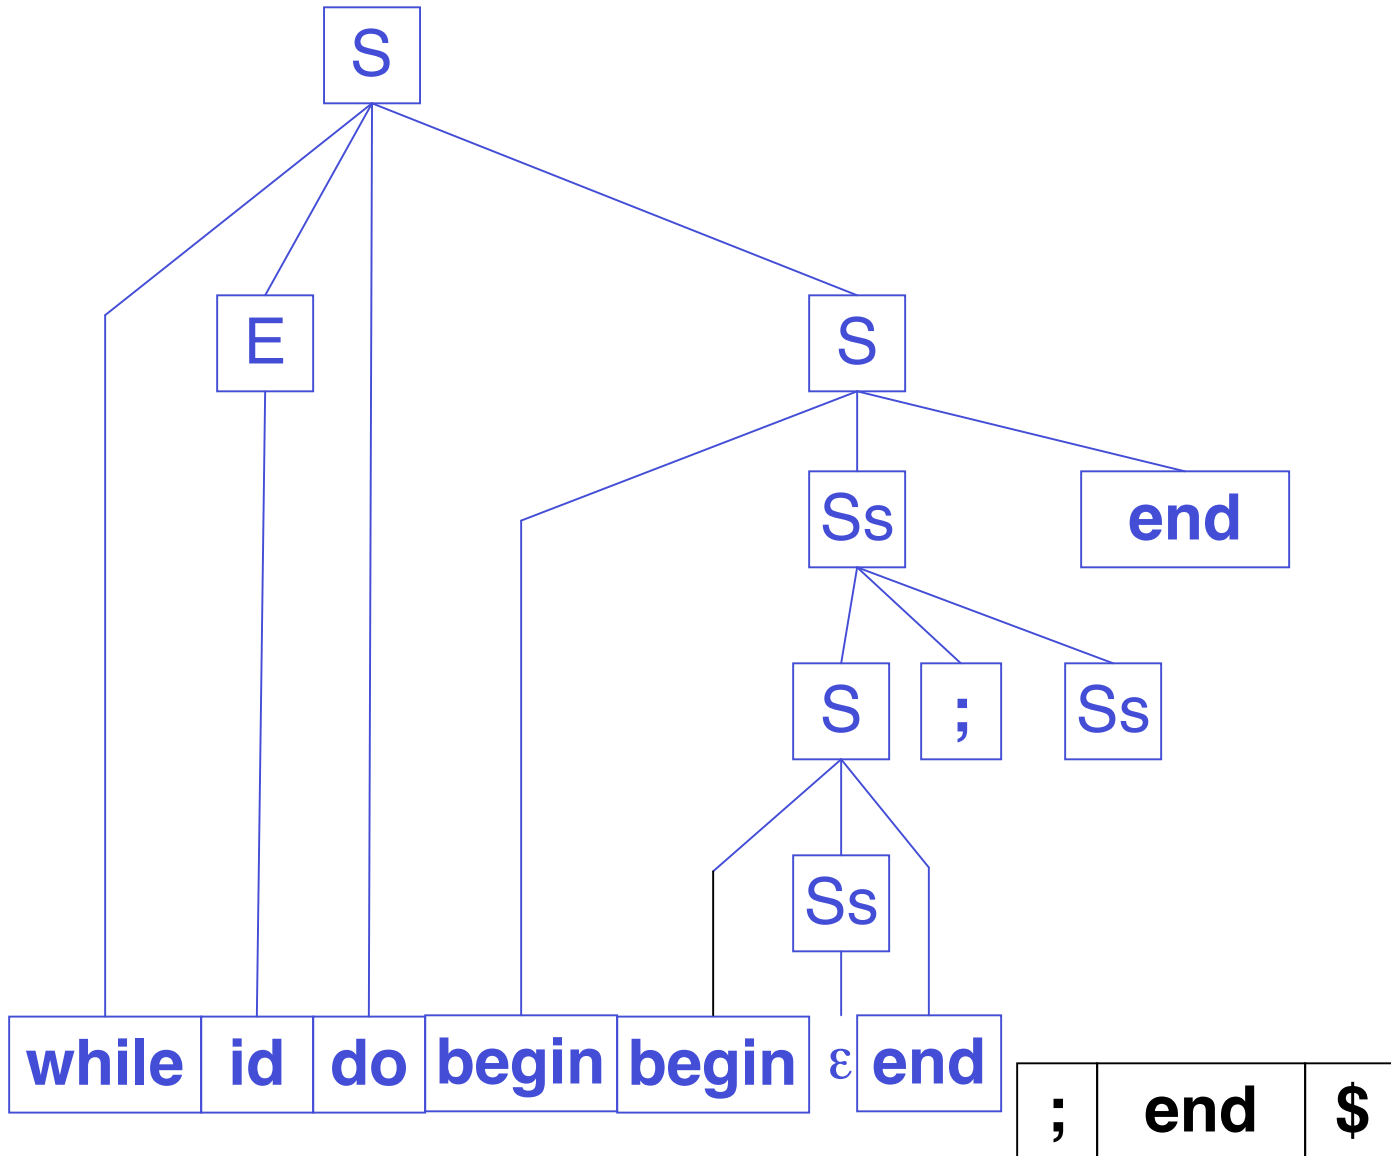 S
E S
Ss end
S ; Ss
Ss
while id do begin begin ε end
; end $